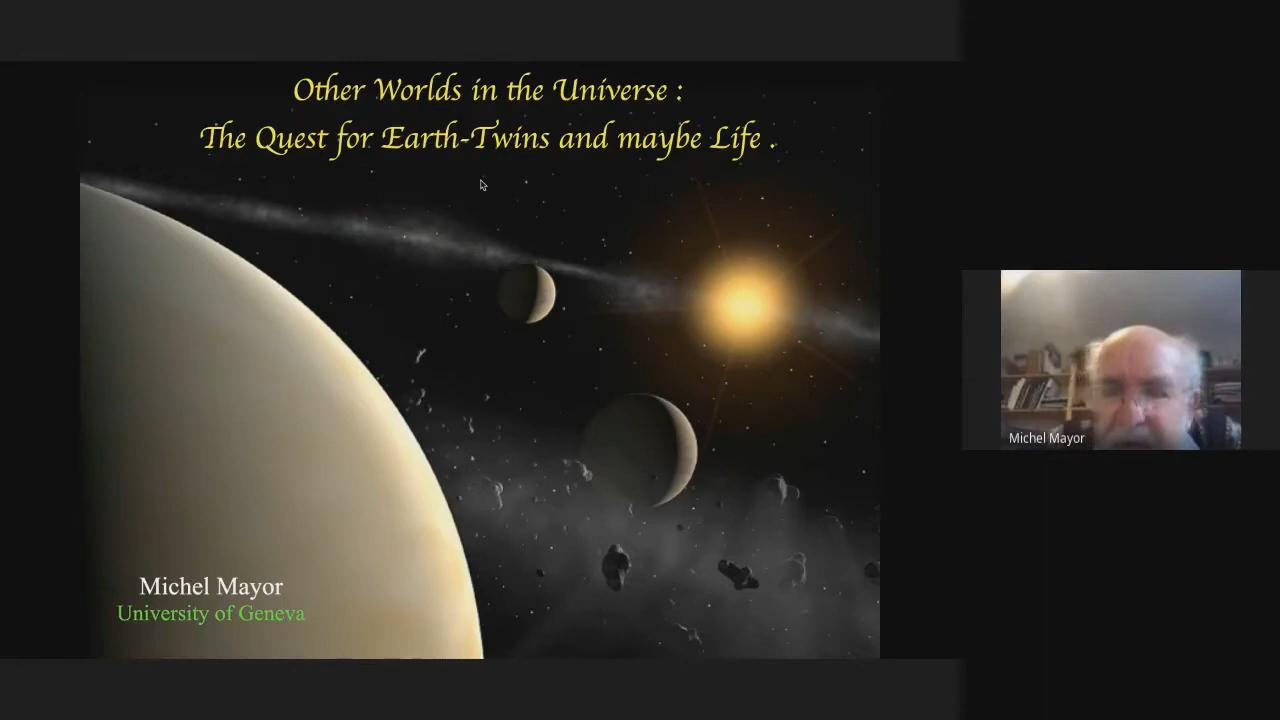 Other Worlds in the Universe :
The Quest for Earth-Twins and maybe Life .
Michel Mayor
University of Geneva
Michel Mayor